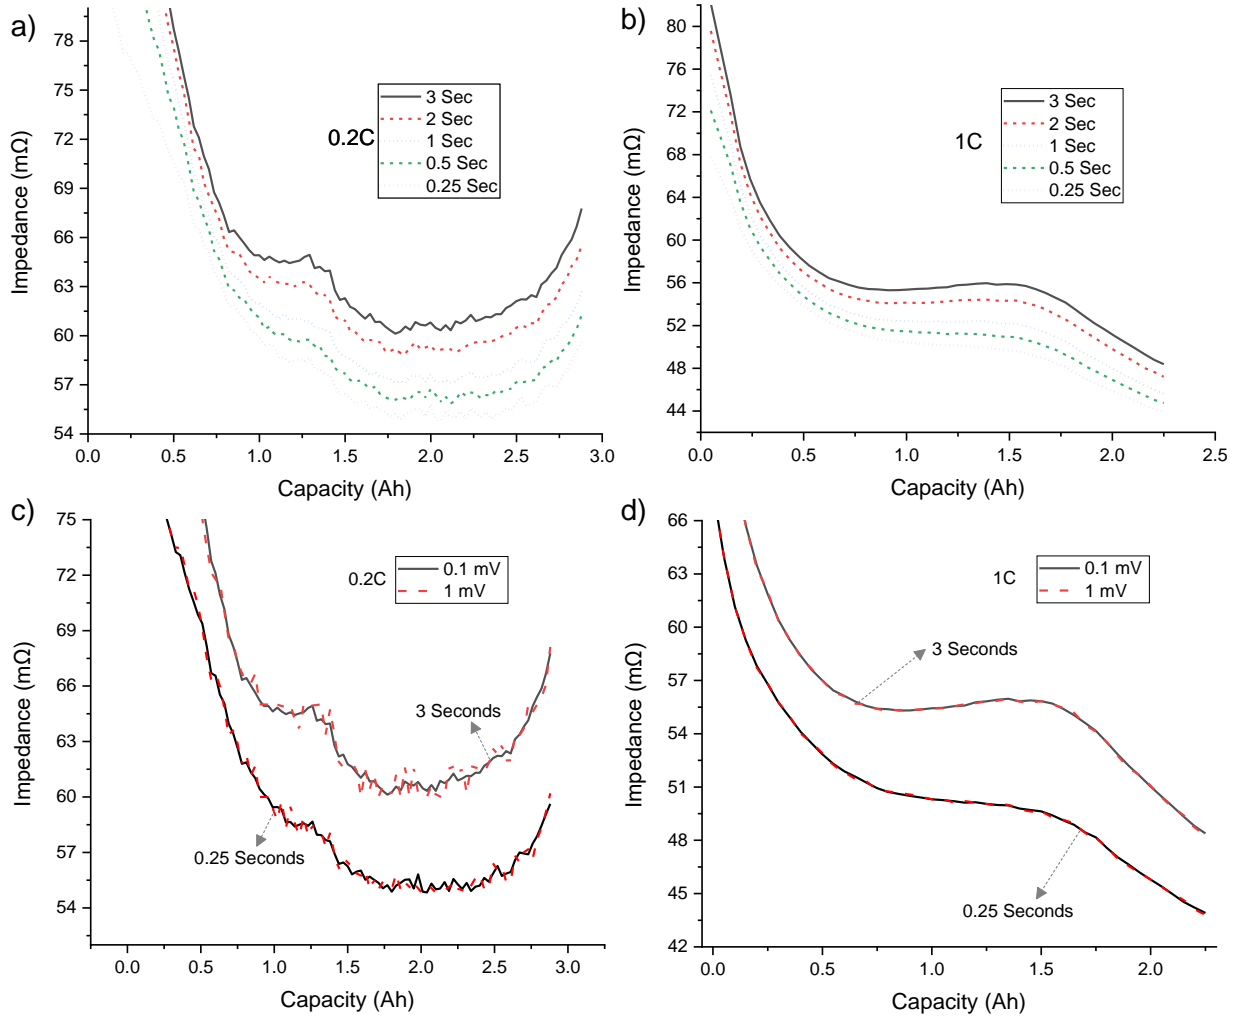 a)
78
75
72
69
66
63
60
57
54
0.0
0.5
1.0
1.5
2.0
2.5
3.0
Impedance (mΩ)
Capacity (Ah)
0.2C
3 Sec
2 Sec
1 Sec
0.5 Sec
0.25 Sec
b)
80
76
72
68
64
60
56
52
48
44
0.0
0.5
1.0
1.5
2.0
2.5
Impedance (mΩ)
Capacity (Ah)
1C
3 Sec
2 Sec
1 Sec
0.5 Sec
0.25 Sec
c)
75
72
69
66
63
60
57
54
0.0
0.5
1.0
1.5
2.0
2.5
3.0
Impedance (mΩ)
Capacity (Ah)
0.2C
0.1 mV
1 mV
3 Seconds
0.25 Seconds
d)
66
63
60
57
54
51
48
45
42
0.0
0.5
1.0
1.5
2.0
Impedance (mΩ)
Capacity (Ah)
1C
0.1 mV
1 mV
3 Seconds
0.25 Seconds